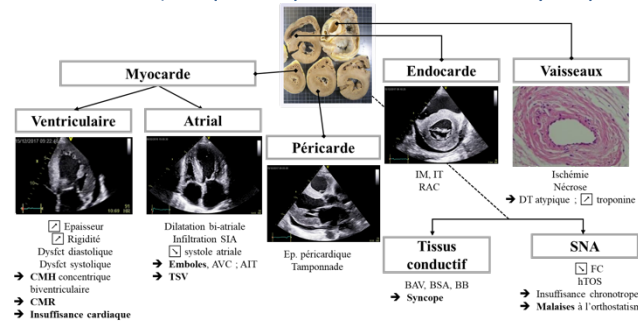 Myocarde
Endocarde
Vaisseaux
Ventriculaire
Atrial
Péricarde
IM, IT
RAC
Ischémie
Nécrose
➔ DT atypique ; ↗ troponine
↗ Epaisseur
↗ Rigidité
Dysfct diastolique
Dysfct systolique
➔ CMH concentrique
biventriculaire
➔ CMR
➔ Insuffisance cardiaque
Dilatation bi-atriale
Infiltration SIA
↘ systole atriale
➔ Emboles, AVC ; AIT
➔ TSV
Ep. péricardique
Tamponnade
Tissus
conductif
SNA
BAV, BSA, BB
➔ Syncope
↘ FC
hTOS
➔ Insuffisance chronotrope
➔ Malaises à l'orthostatism